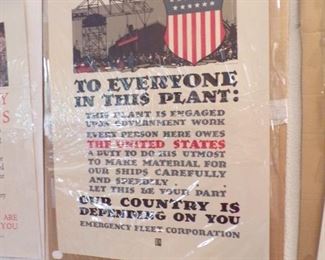 TO EVERYONE
IN THIS PLANT:
THIS PLANT IS ENGAGED
UPON GOVERNMENT WORK
EVERY PERSON HERE OWES
THE UNITED STATES
A DUTY TO DO HIS UTMOST
TO MAKE MATERIAL FOR
OUR SHIPS CAREFULLY
AND SPEEDILY . . .
LET THIS BE YOUR PART
OUR COUNTRY IS
DEPENDING ON YOU
EMERGENCY FLEET CORPORATION
ARE